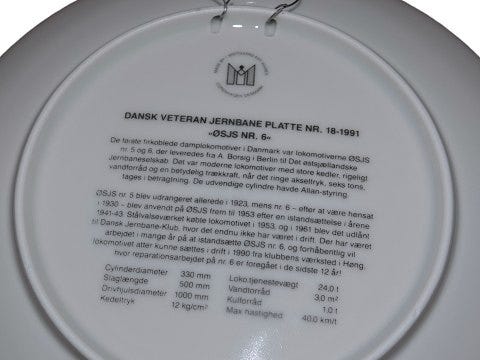 DANSK VETERAN JERNBANE PLATTE NR. 18-1991
»ØSJS NR. 6«
De første firkoblede damplokomotiver i Danmark var lokomotiverne ØSJS
nr. 5 og 6, der leveredes fra A. Borsig i Berlin til Det østsjællandske
Jernbaneselskab. Det var moderne lokomotiver med store kedler, rigeligt
vandforråd og en betydelig trækkraft, når det ringe akseltryk, seks tons,
tages i betragtning. De udvendige cylindre havde Allan-styring.
ØSJS nr. 5 blev udrangeret allerede i 1923, mens nr. 6 – efter at være hensat
i 1930 – blev anvendt på ØSJS frem til 1953 efter en istandsættelse i årene
1941-43. Stålvalseværket købte lokomotivet i 1953, og i 1961 blev det udlånt
til Dansk Jernbane-Klub, hvor det endnu ikke har været i drift. Der har været
arbejdet i mange år på at istandsætte ØSJS nr. 6, og forhåbentlig vil
lokomotivet atter kunne sættes i drift i 1990 fra klubbens værksted i Høng,
hvor reparationsarbejdet på nr. 6 er foregået i de sidste 12 år!
Cylinderdiameter 330 mm Loko.tjenestevægt 24,0 t
Slaglængde 500 mm Vandforråd 3,0 m³
Drivhjulsdiameter 1000 mm Kulforråd 1,0 t
Kedeltryk 12 kg/cm² Max hastighed 40,0 km/t